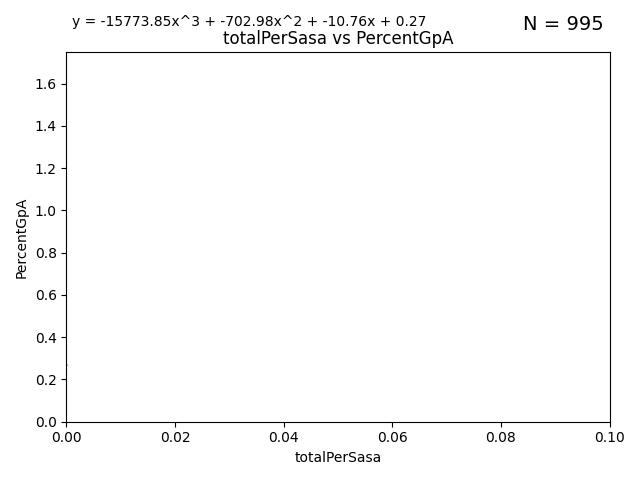 y = -15773.85x^3 + -702.98x^2 + -10.76x + 0.27
N = 995
totalPerSasa vs PercentGpA
1.6
1.4
1.2
1.0
0.8
0.6
0.4
0.2
0.0
PercentGpA
0.00 0.02 0.04 0.06 0.08 0.10
totalPerSasa